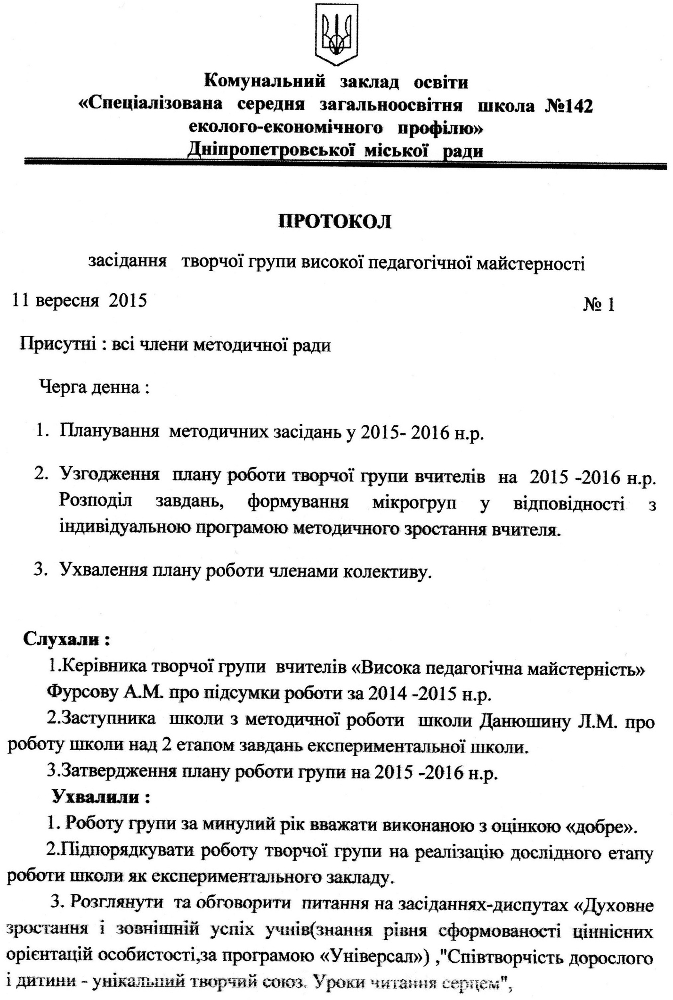 Комунальний заклад освіти
«Спеціалізована середня загальноосвітня школа №142
еколого-економічного профілю»
Дніпропетровської міської ради
ПРОТОКОЛ
засідання творчої групи високої педагогічної майстерності
11 вересня 2015 № 1
Присутні : всі члени методичної ради
Черга денна :
1. Планування методичних засідань у 2015- 2016 н.р.
2. Узгодження плану роботи творчої групи вчителів на 2015 -2016 н.р.
Розподіл завдань, формування мікрогруп у відповідності з
індивідуальною програмою методичного зростання вчителя.
3. Ухвалення плану роботи членами колективу.
Слухали :
1.Керівника творчої групи вчителів «Висока педагогічна майстерність»
Фурсову А.М. про підсумки роботи за 2014 -2015 н.р.
2.Заступника школи з методичної роботи школи Данюшину Л.М. про
роботу школи над 2 етапом завдань експериментальної школи.
3.Затвердження плану роботи групи на 2015 -2016 н.р.
Ухвалили :
1. Роботу групи за минулий рік вважати виконаною з оцінкою «добре».
2.Підпорядкувати роботу творчої групи на реалізацію дослідного етапу
роботи школи як експериментального закладу.
3. Розглянути та обговорити питання на засіданнях-диспутах «Духовне
зростання і зовнішній успіх учнів(знання рівня сформованості ціннісних
орієнтацій особистості,за програмою «Універсал») ,"Співтворчість дорослого
і дитини - унікальний творчий союз. Уроки читання серцем",